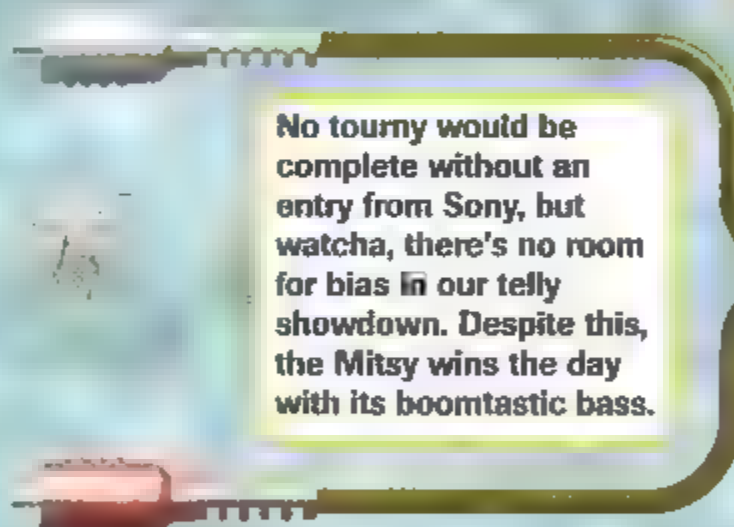 No tourny would be
complete without an
entry from Sony, but
watcha, there's no room
for bias in our telly
showdown. Despite this,
the Mitsy wins the day
with its boomtastic bass.